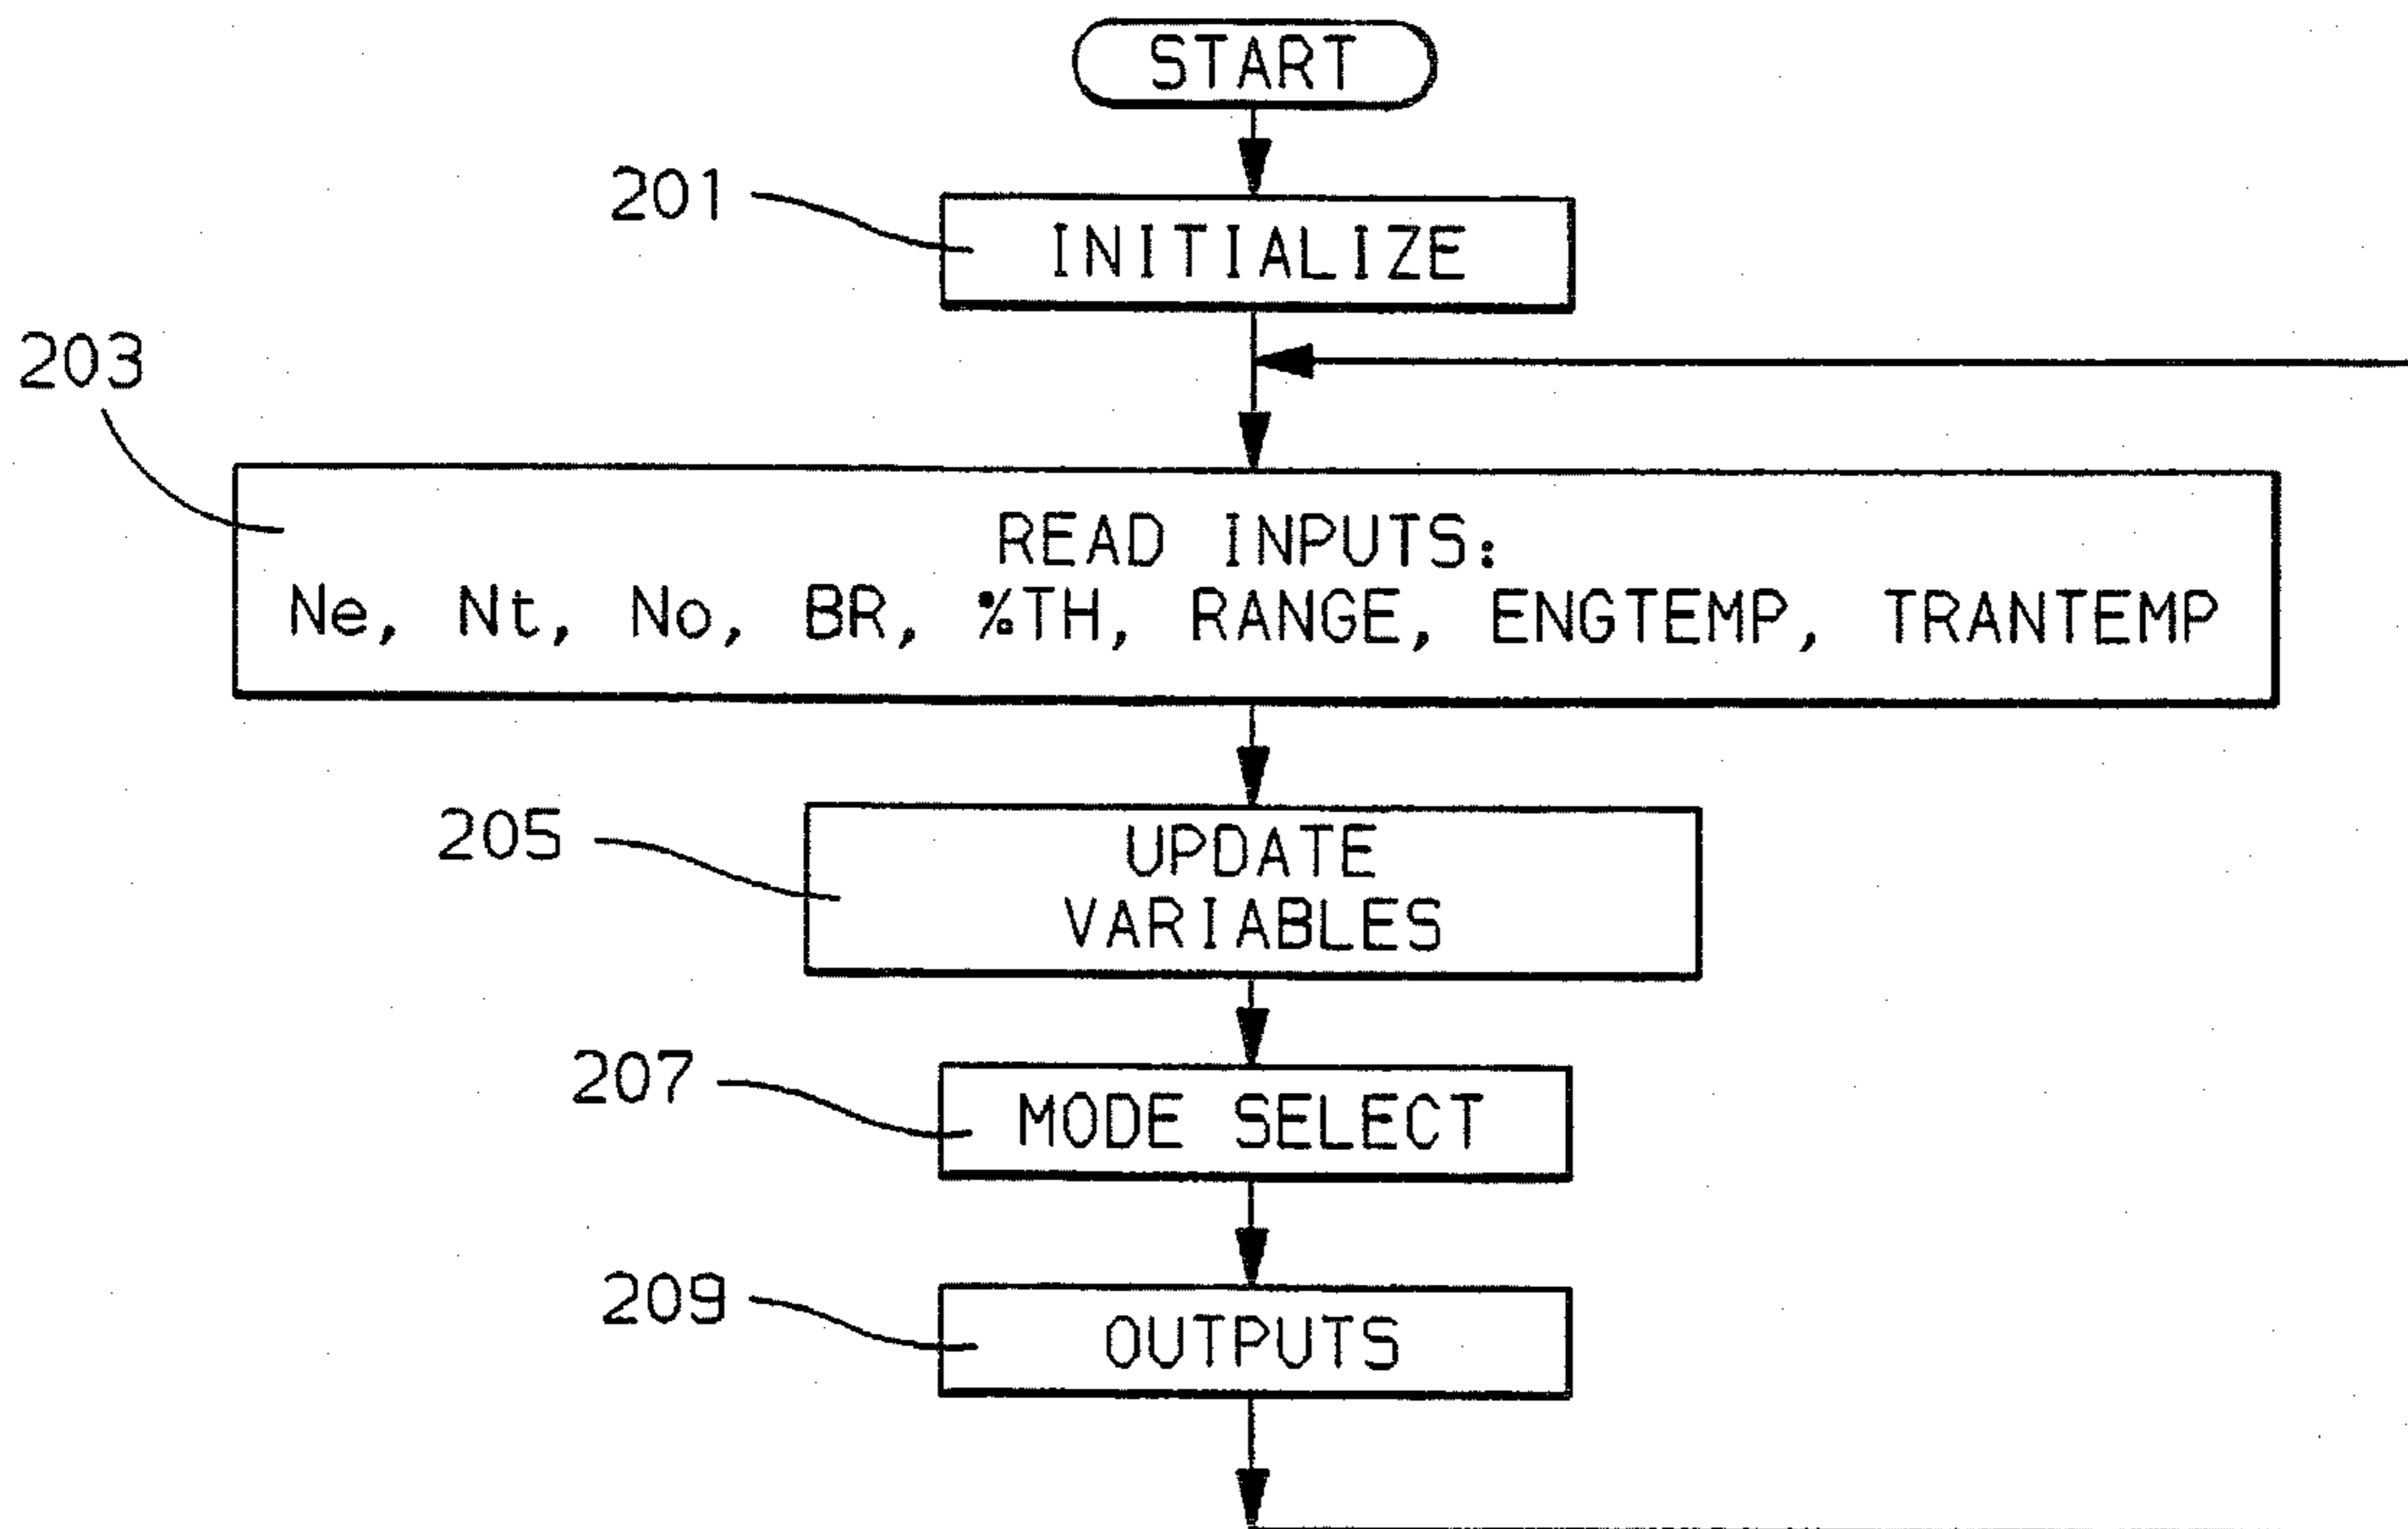 START
201
INITIALIZE
203
READ INPUTS:
Ne, Nt, No, BR, %TH, RANGE, ENGTEMP, TRANTEMP
205
UPDATE
VARIABLES
207
MODE SELECT
209
OUTPUTS